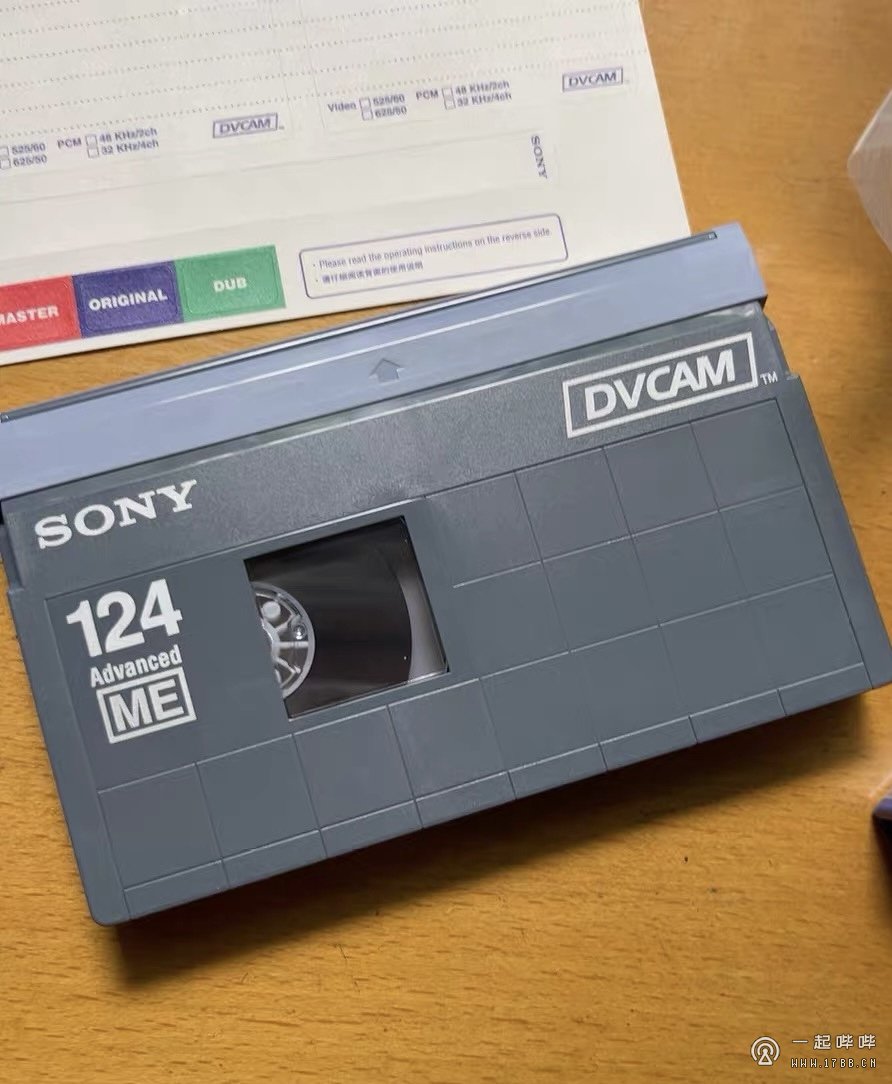 Video 525/60 PCM 48 KHz/2ch DVCAM
625/50 32 KHz/4ch
525/60 PCM 48 KHz/2ch DVCAM
625/50 32 KHz/4ch
SONY
MASTER ORIGINAL DUB
· Please read the operating instructions on the reverse side.
· 请仔细阅读背面的使用说明
DVCAM TM
SONY
124
Advanced
ME
一起哔哔
WWW.17BB.CN